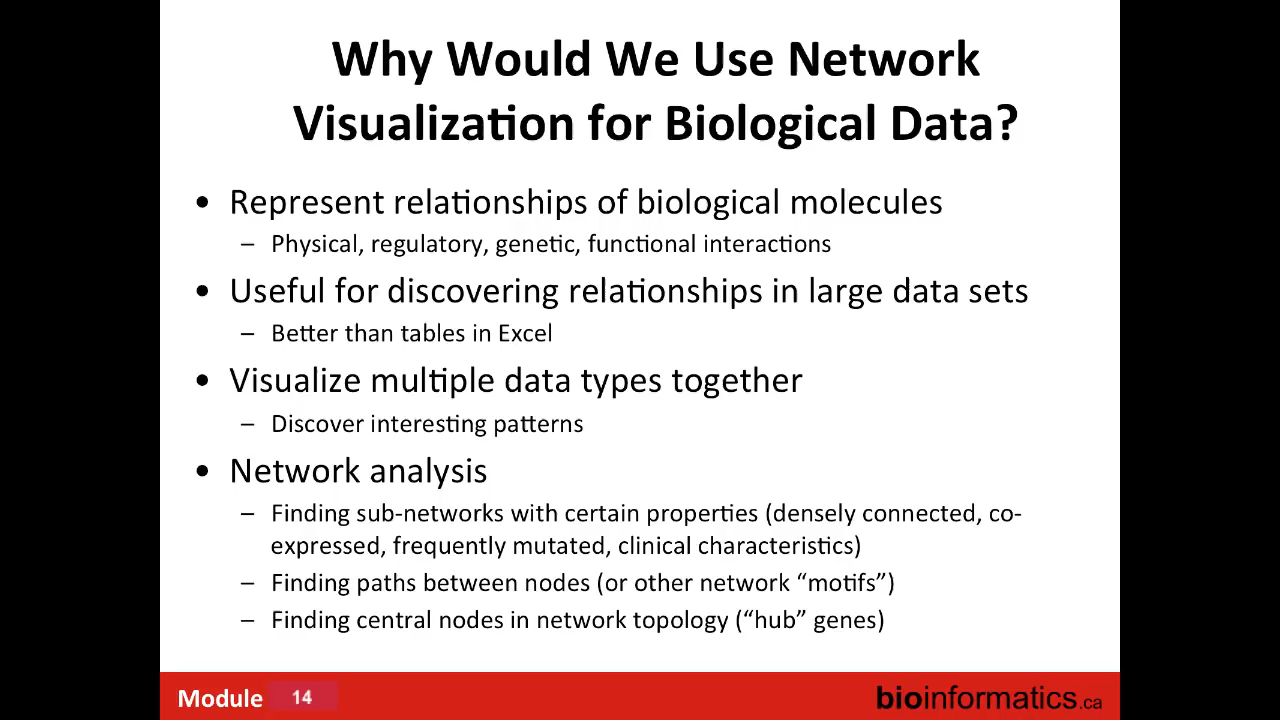 Why Would We Use Network
Visualization for Biological Data?
• Represent relationships of biological molecules
– Physical, regulatory, genetic, functional interactions
• Useful for discovering relationships in large data sets
– Better than tables in Excel
• Visualize multiple data types together
– Discover interesting patterns
• Network analysis
– Finding sub-networks with certain properties (densely connected, co-
expressed, frequently mutated, clinical characteristics)
– Finding paths between nodes (or other network “motifs”)
– Finding central nodes in network topology (“hub” genes)
Module 14
bioinformatics.ca